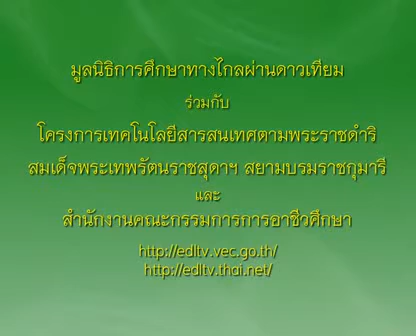 มูลนิธิการศึกษาทางไกลผ่านดาวเทียม
ร่วมกับ
โครงการเทคโนโลยีสารสนเทศตามพระราชดำริ
สมเด็จพระเทพรัตนราชสุดาฯ สยามบรมราชกุมารี
และ
สำนักงานคณะกรรมการการอาชีวศึกษา
http://edltv.vec.go.th/
http://edltv.thai.net/